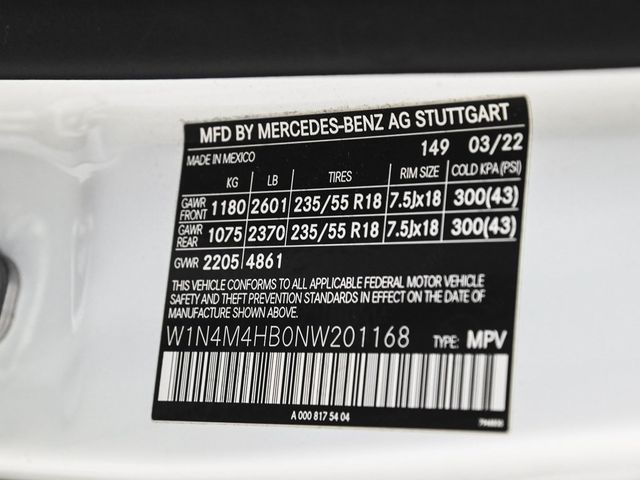 MFD BY MERCEDES-BENZ AG STUTTGART
MADE IN MEXICO 149 03/22
KG LB TIRES RIM SIZE COLD KPA (PSI)
GAWR FRONT 1180 2601 235/55 R18 7.5Jx18 300(43)
GAWR REAR 1075 2370 235/55 R18 7.5Jx18 300(43)
GVWR 2205 4861
THIS VEHICLE CONFORMS TO ALL APPLICABLE FEDERAL MOTOR VEHICLE
SAFETY AND THEFT PREVENTION STANDARDS IN EFFECT ON THE DATE OF
MANUFACTURE SHOWN ABOVE.
W1N4M4HB0NW201168 TYPE: MPV
A 000 817 54 04